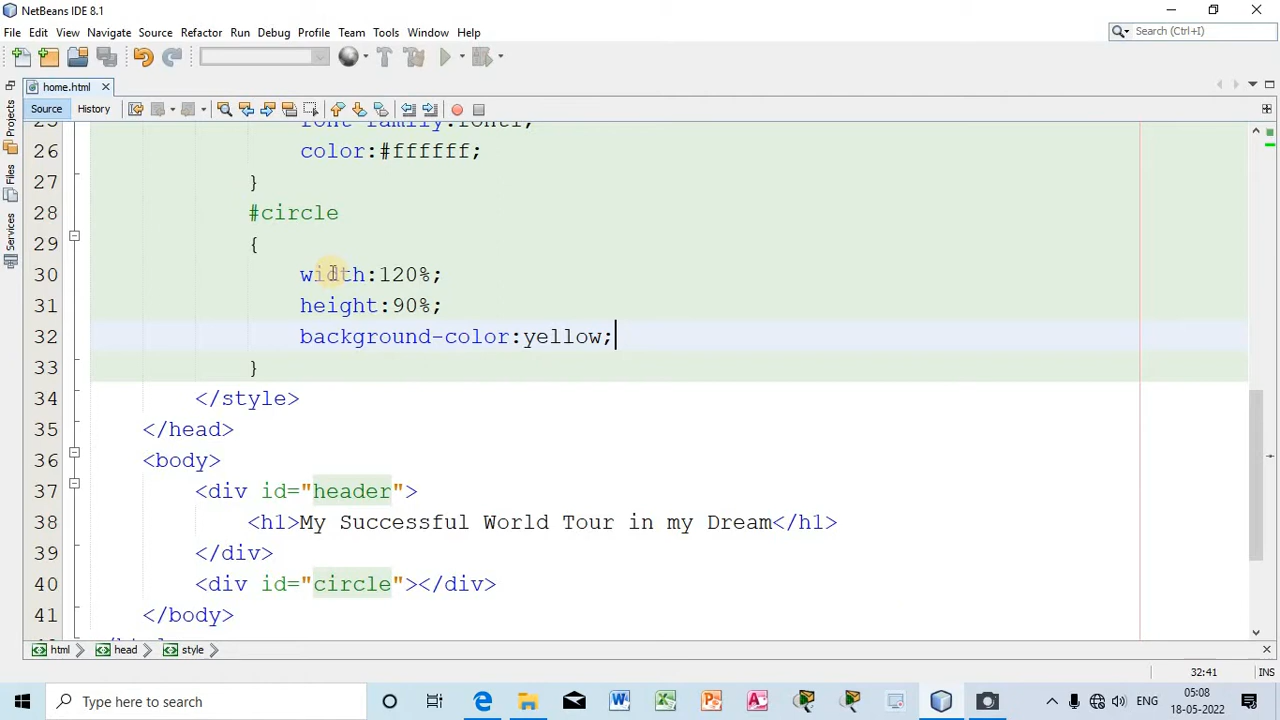 NetBeans IDE 8.1
File Edit View Navigate Source Refactor Run Debug Profile Team Tools Window Help
Search (Ctrl+I)
home.html
Source History
Projects
Files
Services
26 color:#ffffff;
27 }
28 #circle
29 {
30 width:120%;
31 height:90%;
32 background-color:yellow;
33 }
34 </style>
35 </head>
36 <body>
37 <div id="header">
38 <h1>My Successful World Tour in my Dream</h1>
39 </div>
40 <div id="circle"></div>
41 </body>
html head style
32:41 INS
Type here to search
ENG
05:08
18-05-2022